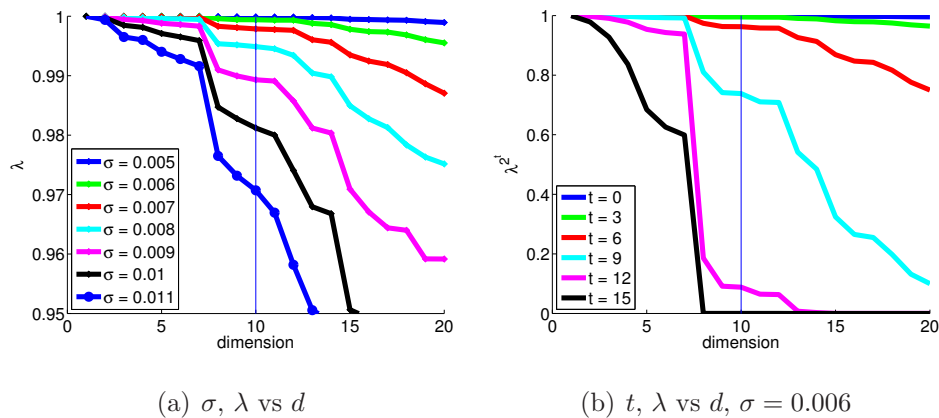 1
0.99
0.98
0.97
0.96
0.95
λ
0
5
10
15
20
dimension
σ = 0.005
σ = 0.006
σ = 0.007
σ = 0.008
σ = 0.009
σ = 0.01
σ = 0.011
(a) σ, λ vs d
1
0.8
0.6
0.4
0.2
0
λ^{2^t}
0
5
10
15
20
dimension
t = 0
t = 3
t = 6
t = 9
t = 12
t = 15
(b) t, λ vs d, σ = 0.006